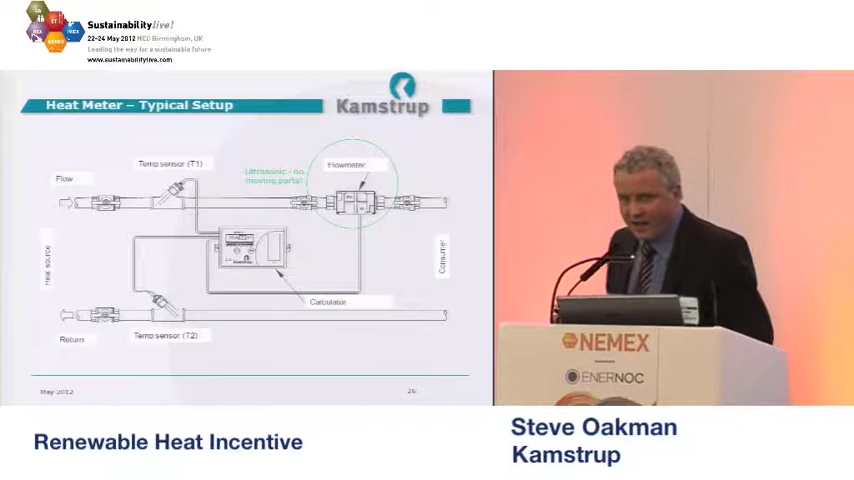 Sustainabilitylive!
22-24 May 2012 NEC Birmingham, UK
Leading the way for a sustainable future
www.sustainabilitylive.com
Heat Meter – Typical Setup
Kamstrup
Temp sensor (T1)
Flow
Ultrasonic - no
moving parts!
Flowmeter
Heat source
Consumer
Calculator
Return
Temp sensor (T2)
May 2012
26
NEMEX
ENERNOC
Renewable Heat Incentive
Steve Oakman
Kamstrup